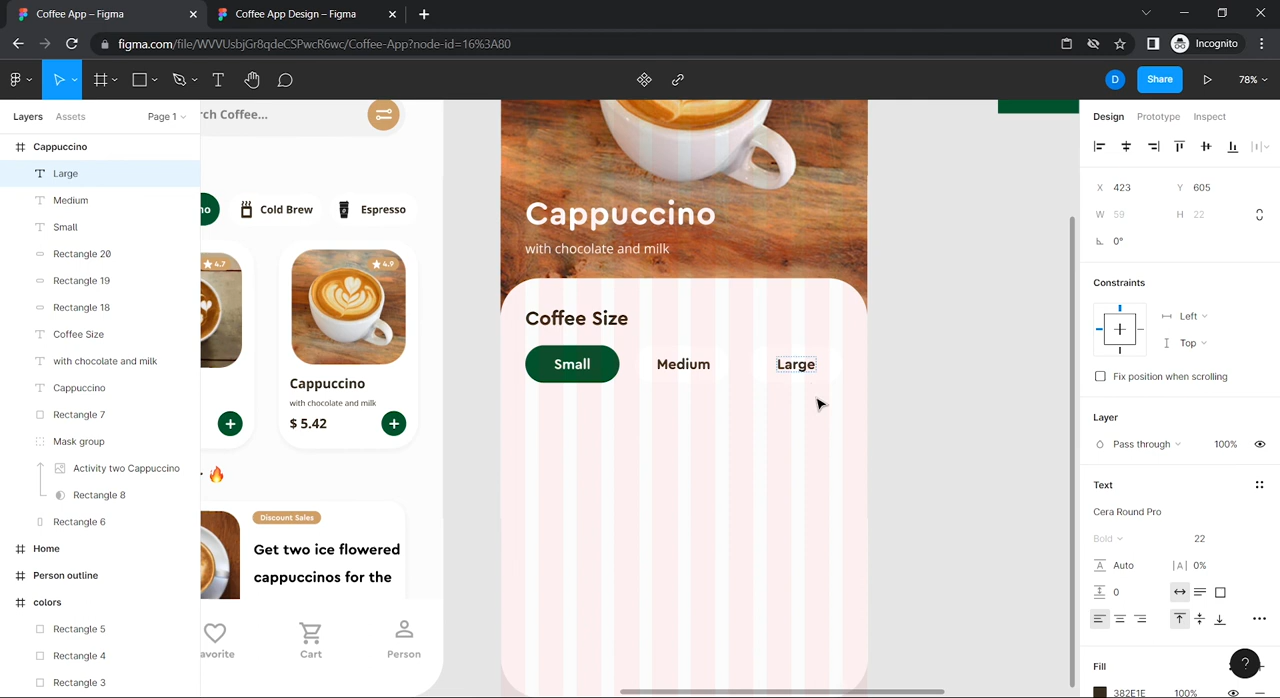 Coffee App – Figma
Coffee App Design – Figma
figma.com/file/WVVUsbjGr8qdeCSPwcR6wc/Coffee-App?node-id=16%3A80
Incognito
D
Share
78%
Layers
Assets
Page 1
Cappuccino
Large
Medium
Small
Rectangle 20
Rectangle 19
Rectangle 18
Coffee Size
with chocolate and milk
Cappuccino
Rectangle 7
Mask group
Activity two Cappuccino
Rectangle 8
Rectangle 6
Home
Person outline
colors
Rectangle 5
Rectangle 4
Rectangle 3
rch Coffee...
no
Cold Brew
Espresso
4.7
4.9
Cappuccino
with chocolate and milk
$ 5.42
Discount Sales
Get two ice flowered
cappuccinos for the
avorite
Cart
Person
Cappuccino
with chocolate and milk
Coffee Size
Small
Medium
Large
Design
Prototype
Inspect
X 423
Y 605
W 59
H 22
0°
Constraints
Left
Top
Fix position when scrolling
Layer
Pass through
100%
Text
Cera Round Pro
Bold
22
A Auto
|A| 0%
0
Fill
382E1E
100%
?